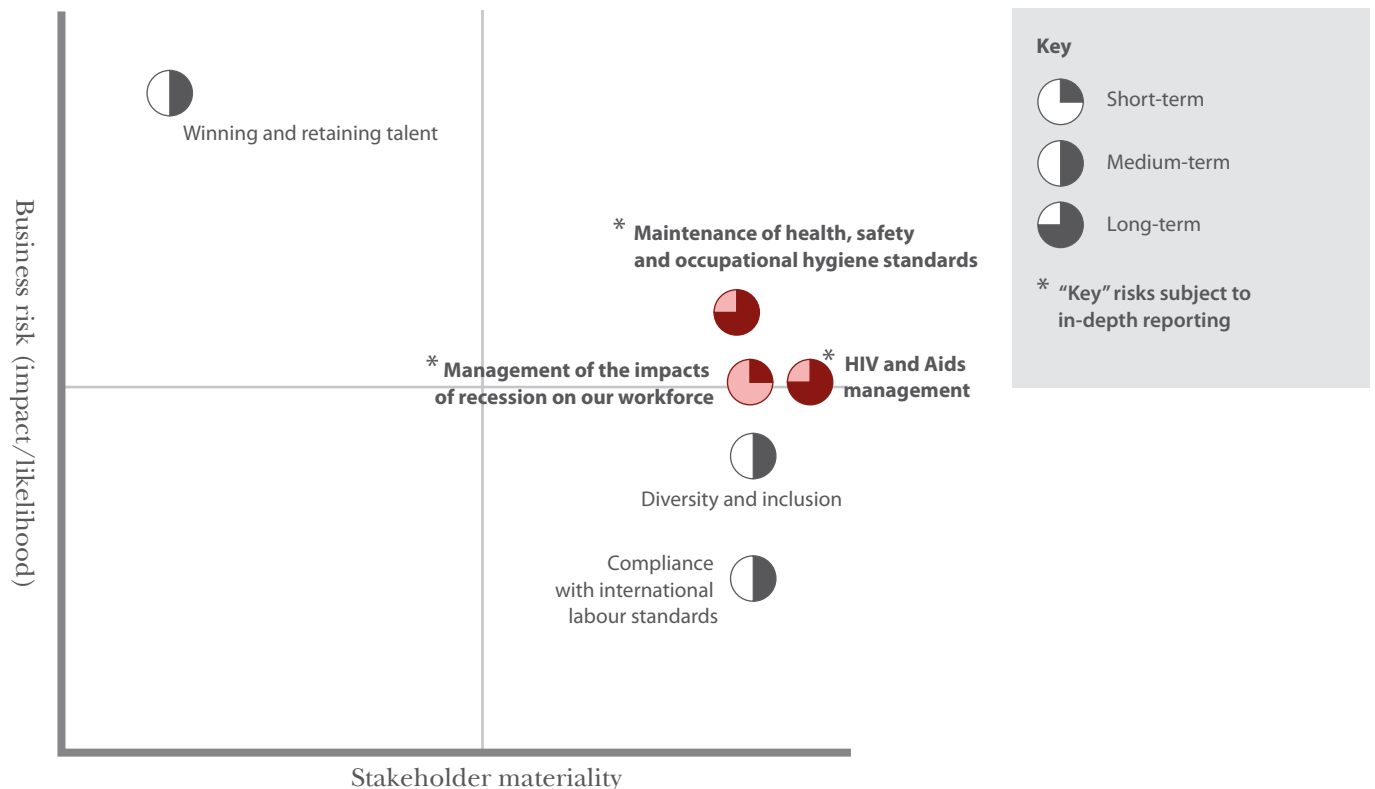 Business risk (impact/likelihood)
Winning and retaining talent
* Maintenance of health, safety
and occupational hygiene standards
* Management of the impacts
of recession on our workforce
* HIV and Aids
management
Diversity and inclusion
Compliance
with international
labour standards
Stakeholder materiality
Key
Short-term
Medium-term
Long-term
* “Key” risks subject to
in-depth reporting